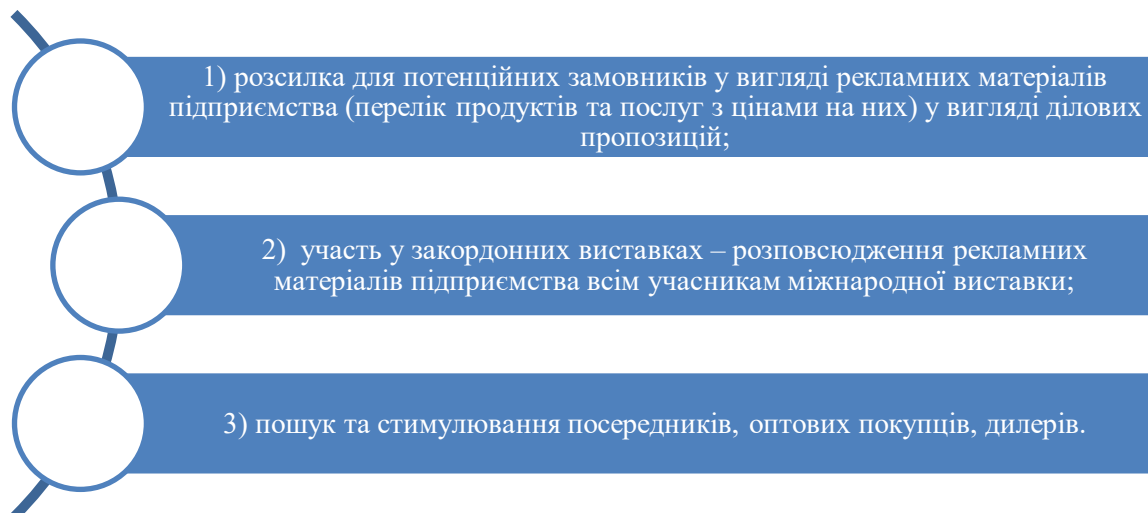 1) розсилка для потенційних замовників у вигляді рекламних матеріалів
підприємства (перелік продуктів та послуг з цінами на них) у вигляді ділових
пропозицій;
2) участь у закордонних виставках – розповсюдження рекламних
матеріалів підприємства всім учасникам міжнародної виставки;
3) пошук та стимулювання посередників, оптових покупців, дилерів.